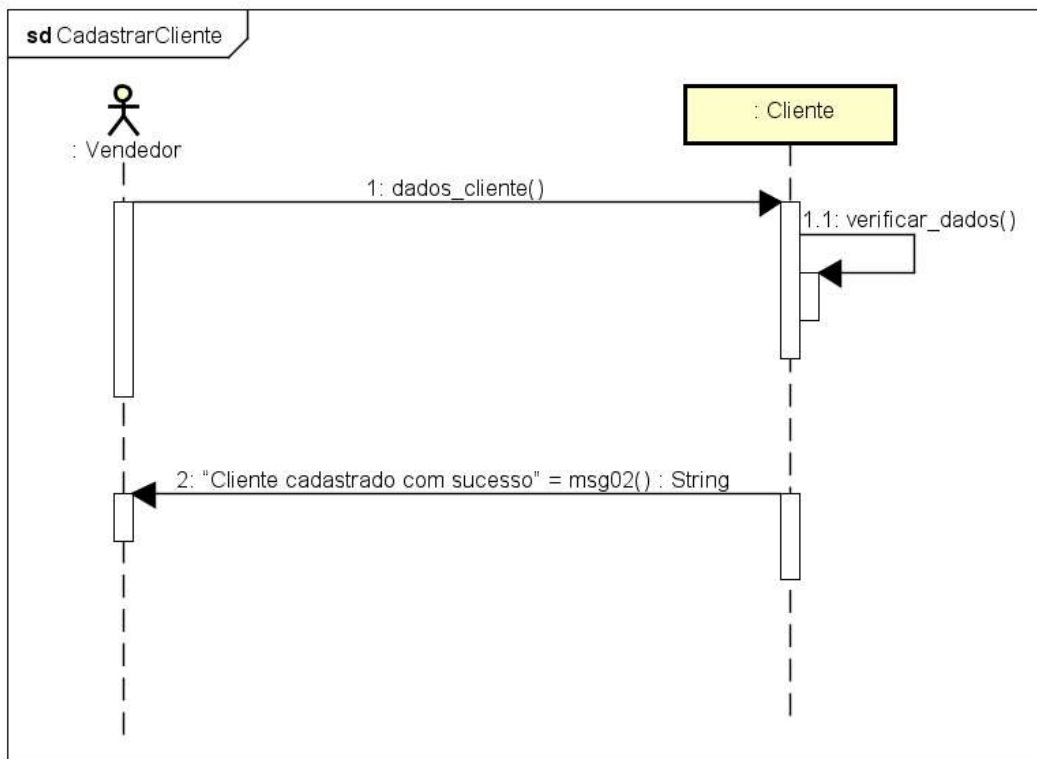 sd CadastrarCliente
: Vendedor
: Cliente
1: dados_cliente()
1.1: verificar_dados()
2: “Cliente cadastrado com sucesso” = msg02() : String